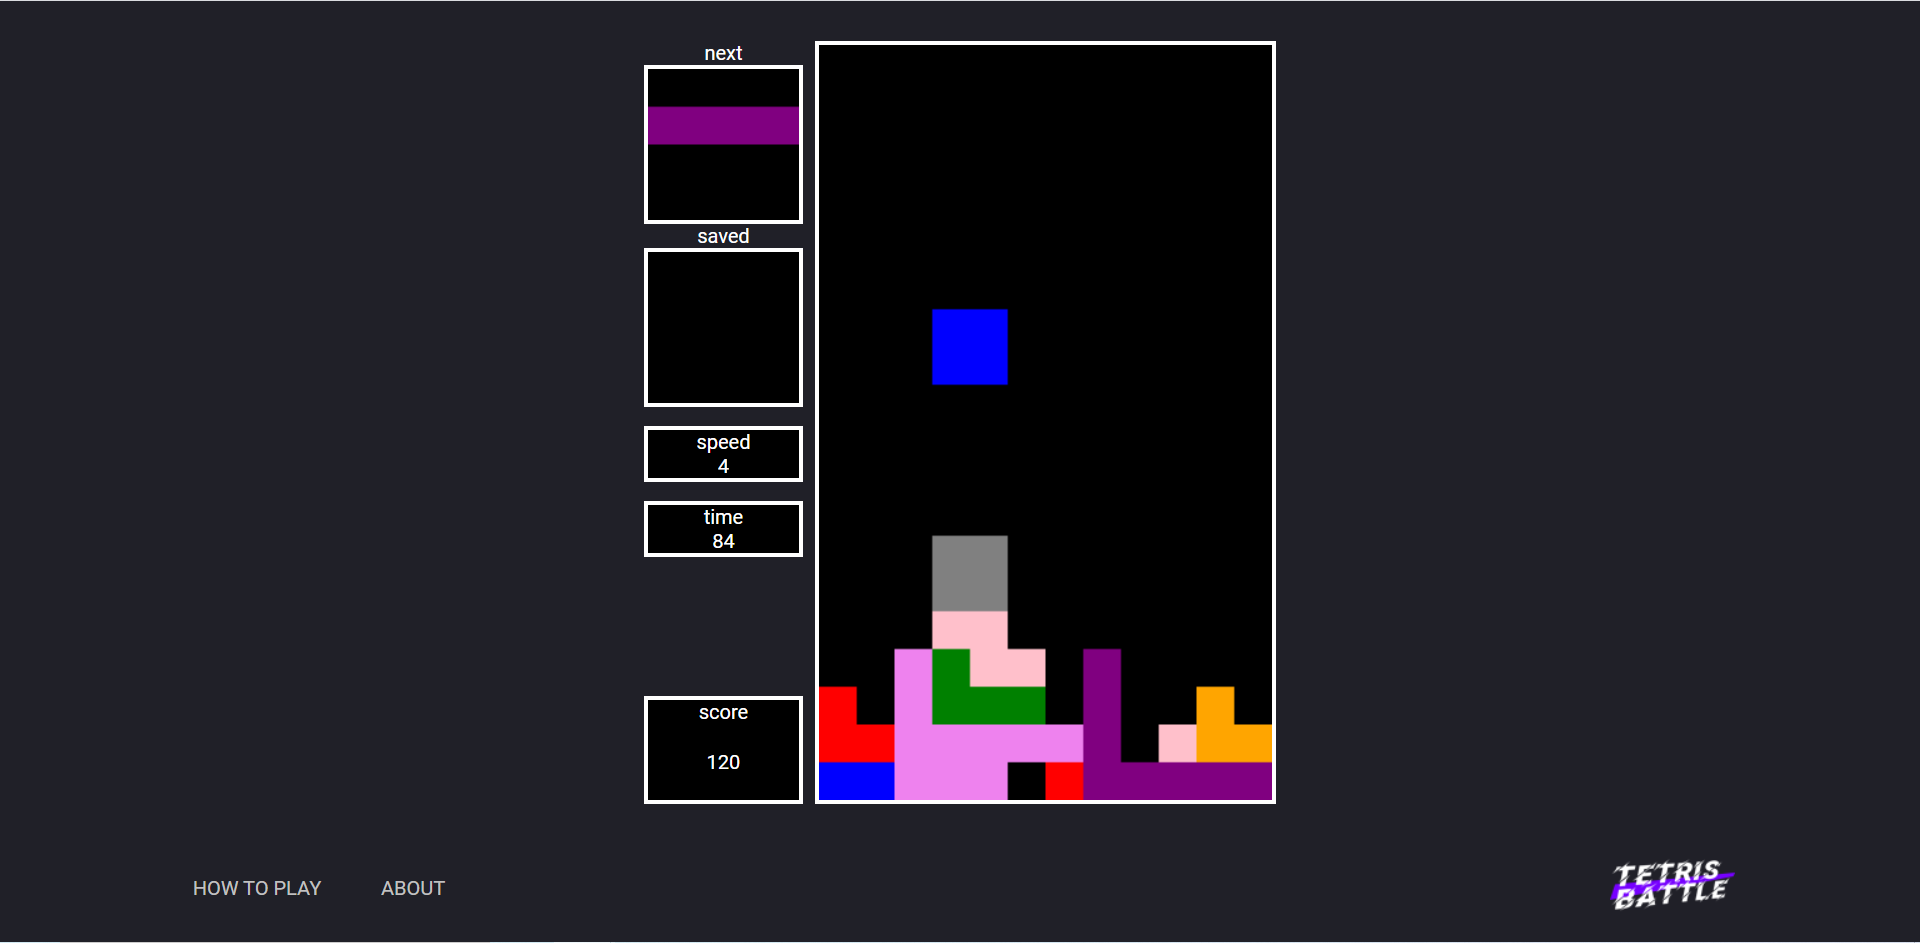 next
saved
speed
4
time
84
score
120
HOW TO PLAY
ABOUT
TETRIS
BATTLE